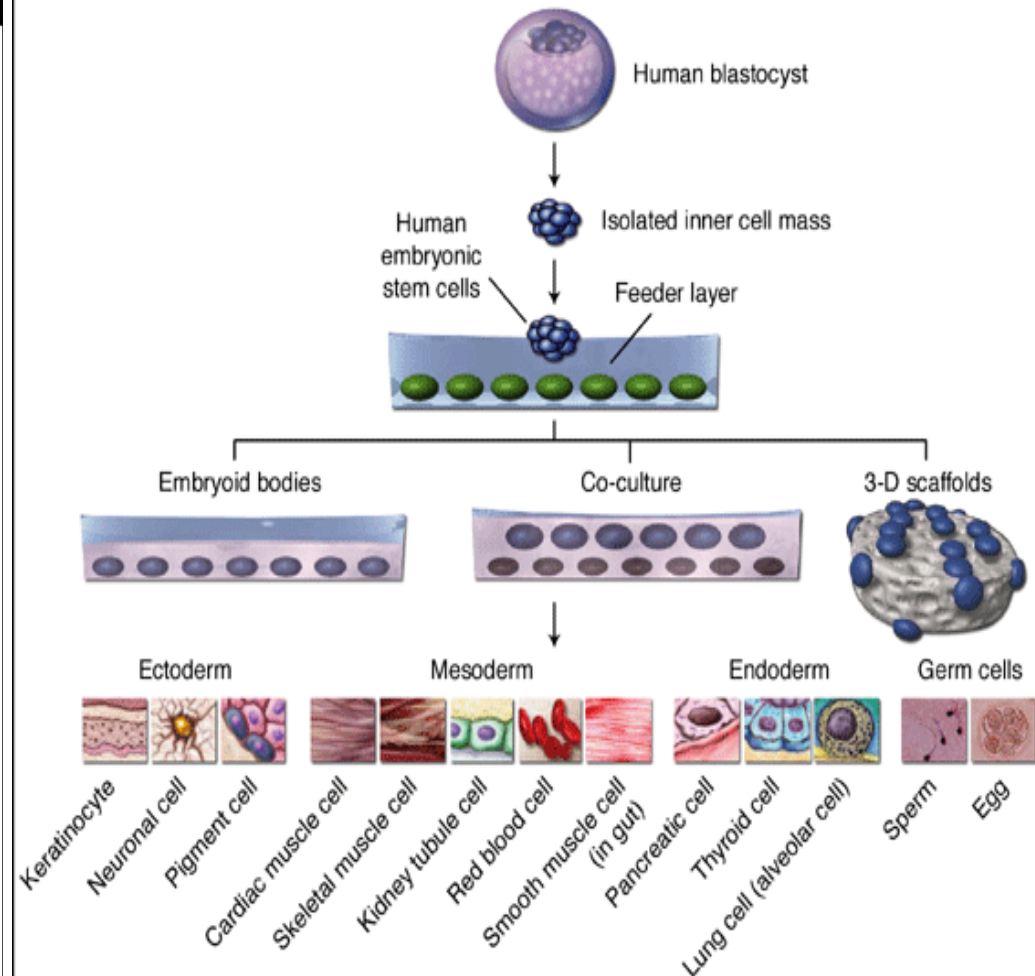 Human blastocyst
Isolated inner cell mass
Human
embryonic
stem cells
Feeder layer
Embryoid bodies
Co-culture
3-D scaffolds
Ectoderm
Mesoderm
Endoderm
Germ cells
Keratinocyte
Neuronal cell
Pigment cell
Cardiac muscle cell
Skeletal muscle cell
Kidney tubule cell
Red blood cell
Smooth muscle cell
(in gut)
Pancreatic cell
Thyroid cell
Lung cell (alveolar cell)
Sperm
Egg